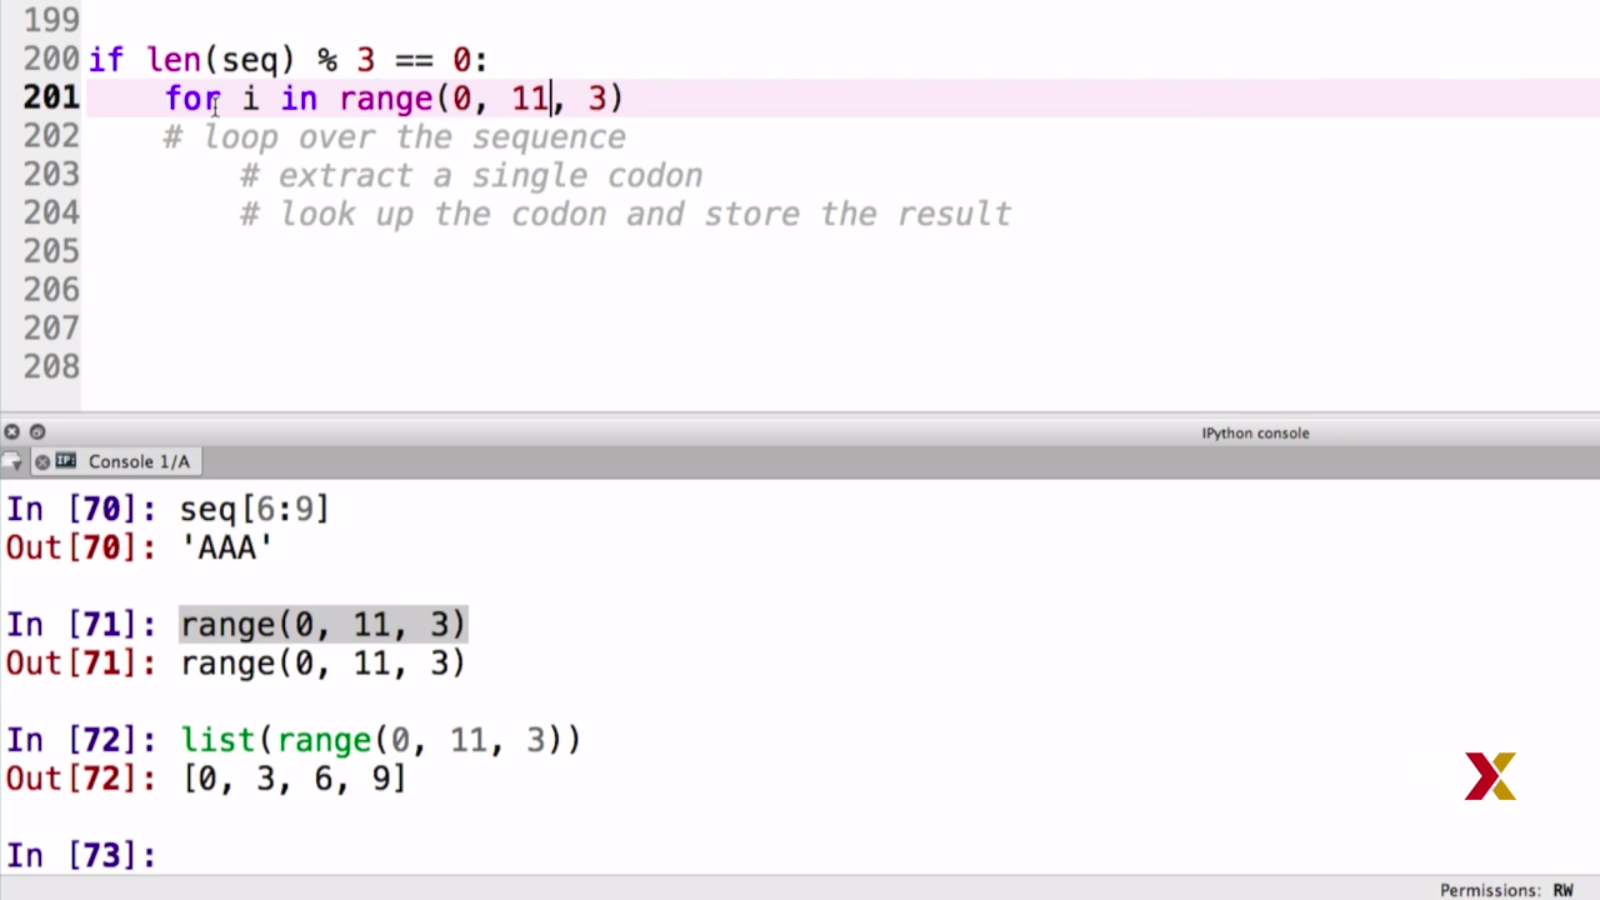 199
200 if len(seq) % 3 == 0:
201     for i in range(0, 11, 3)
202     # loop over the sequence
203         # extract a single codon
204         # look up the codon and store the result
205
206
207
208
IPython console
IP: Console 1/A
In [70]: seq[6:9]
Out[70]: 'AAA'
In [71]: range(0, 11, 3)
Out[71]: range(0, 11, 3)
In [72]: list(range(0, 11, 3))
Out[72]: [0, 3, 6, 9]
In [73]:
Permissions: RW